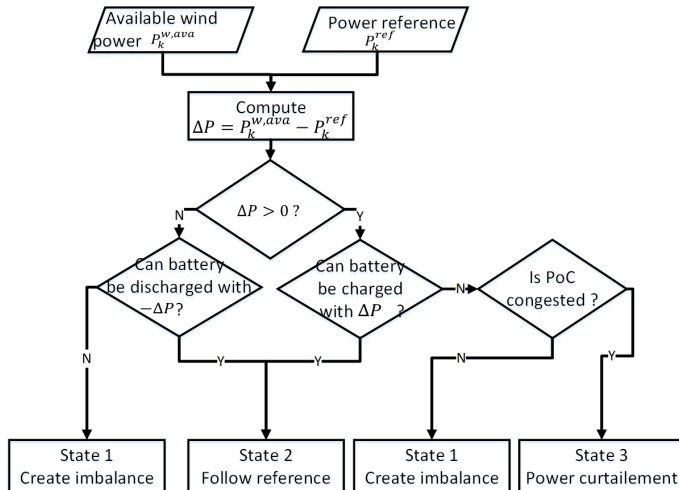 Available wind
power P_k^{w,ava}
Power reference
P_k^{ref}
Compute
ΔP = P_k^{w,ava} − P_k^{ref}
ΔP > 0 ?
N
Y
Can battery
be discharged with
−ΔP?
Can battery
be charged
with ΔP ?
N
Is PoC
congested ?
N
Y
Y
N
Y
State 1
Create imbalance
State 2
Follow reference
State 1
Create imbalance
State 3
Power curtailement